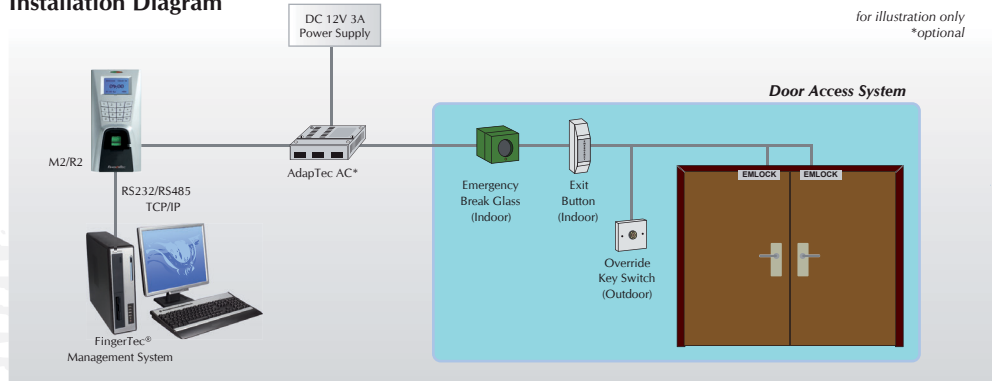 Installation Diagram
for illustration only
*optional
DC 12V 3A
Power Supply
Door Access System
M2/R2
AdapTec AC*
RS232/RS485
TCP/IP
Emergency
Break Glass
(Indoor)
Exit
Button
(Indoor)
Override
Key Switch
(Outdoor)
EMLOCK
EMLOCK
FingerTec®
Management System